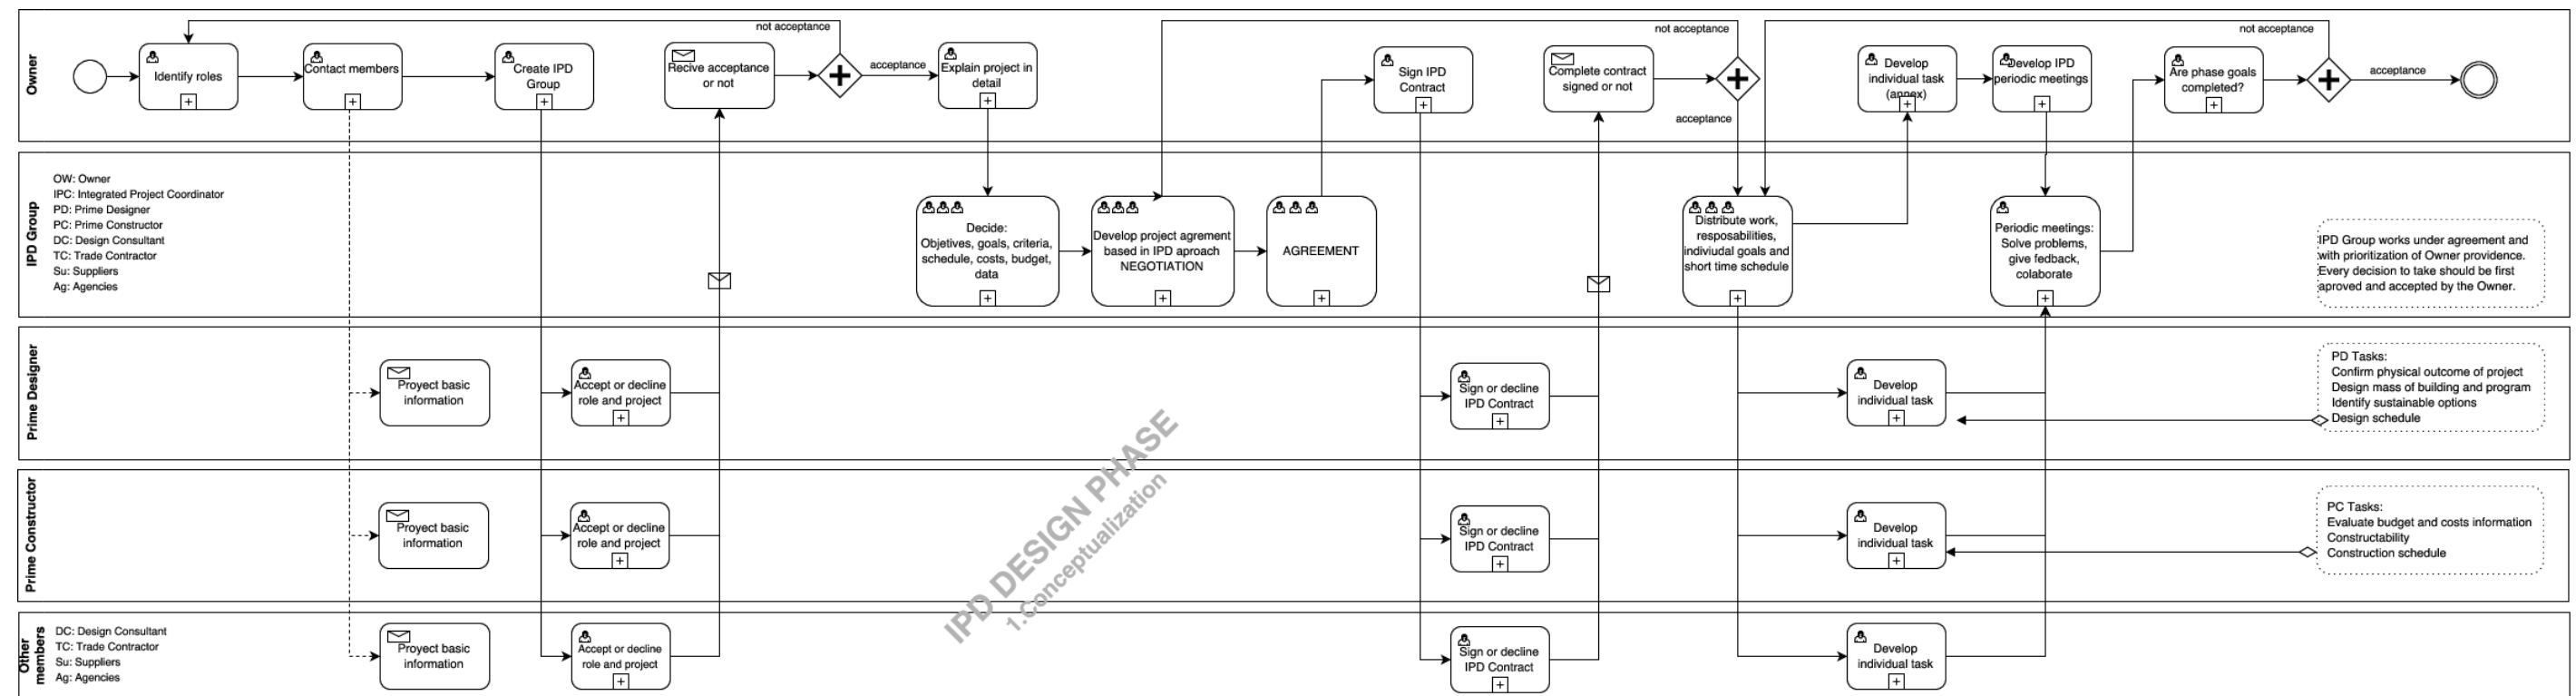 Owner
not acceptance
Identify roles
Contact members
Create IPD
Group
Recive acceptance
or not
acceptance
Explain project in
detail
Sign IPD
Contract
Complete contract
signed or not
not acceptance
acceptance
Develop
individual task
(annex)
Develop IPD
periodic meetings
Are phase goals
completed?
not acceptance
acceptance
IPD Group
OW: Owner
IPC: Integrated Project Coordinator
PD: Prime Designer
PC: Prime Constructor
DC: Design Consultant
TC: Trade Contractor
Su: Suppliers
Ag: Agencies
Decide:
Objetives, goals, criteria,
schedule, costs, budget,
data
Develop project agrement
based in IPD aproach
NEGOTIATION
AGREEMENT
Distribute work,
resposabilities,
indiviudal goals and
short time schedule
Periodic meetings:
Solve problems,
give fedback,
colaborate
IPD Group works under agreement and
with prioritization of Owner providence.
Every decision to take should be first
aproved and accepted by the Owner.
Prime Designer
Proyect basic
information
Accept or decline
role and project
Sign or decline
IPD Contract
Develop
individual task
PD Tasks:
Confirm physical outcome of project
Design mass of building and program
Identify sustainable options
Design schedule
IPD DESIGN PHASE
1.Conceptualization
Prime Constructor
Proyect basic
information
Accept or decline
role and project
Sign or decline
IPD Contract
Develop
individual task
PC Tasks:
Evaluate budget and costs information
Constructability
Construction schedule
Other
members
DC: Design Consultant
TC: Trade Contractor
Su: Suppliers
Ag: Agencies
Proyect basic
information
Accept or decline
role and project
Sign or decline
IPD Contract
Develop
individual task